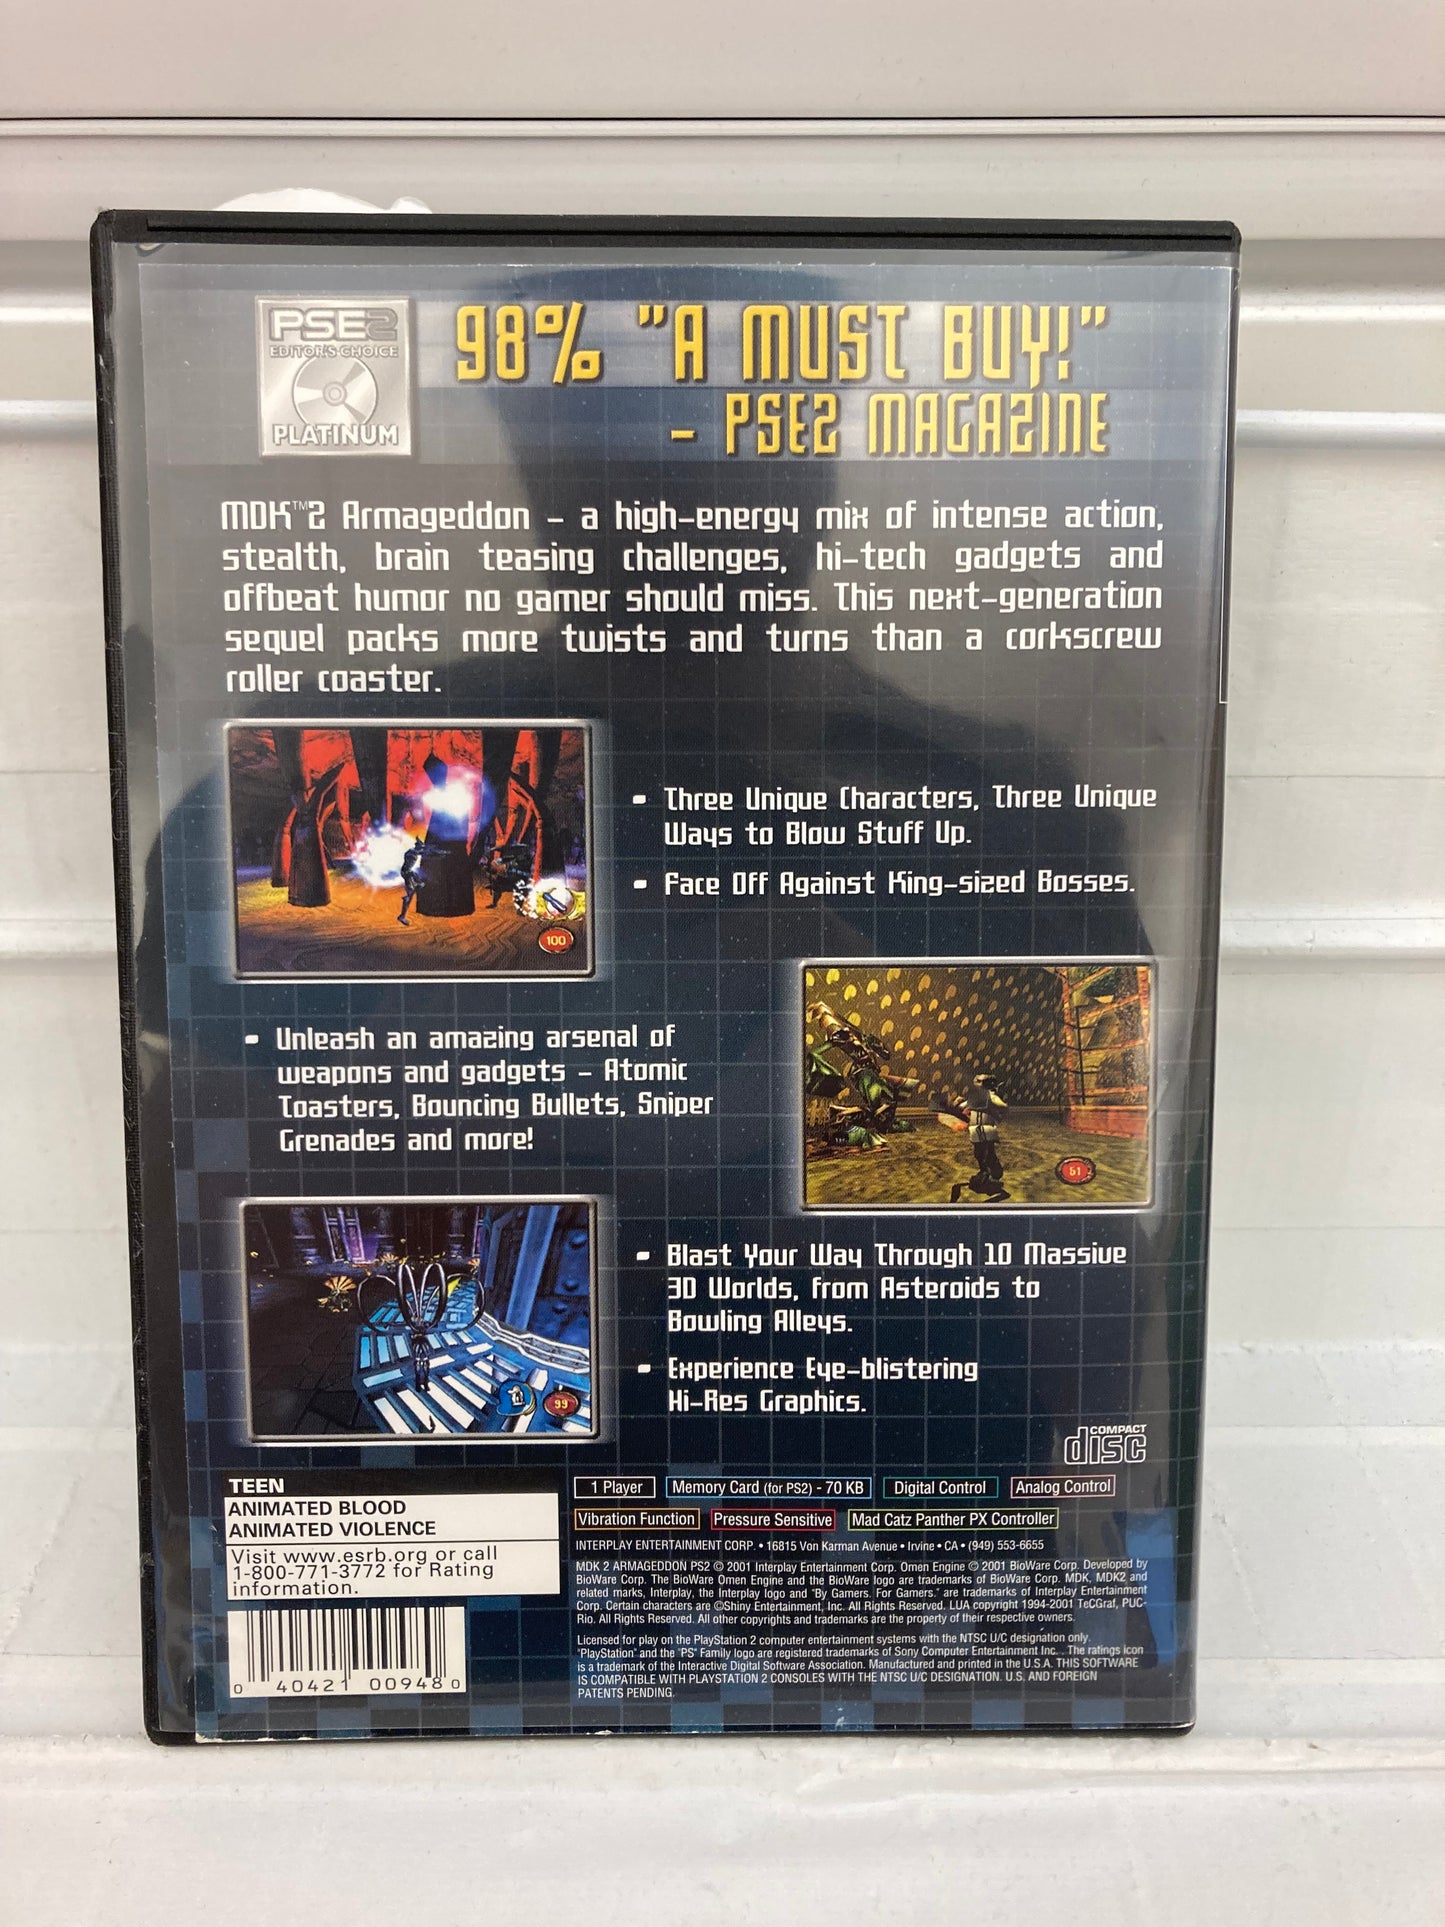 PSE2
EDITOR'S CHOICE
PLATINUM
98% "A MUST BUY!"
- PSE2 MAGAZINE
MDK™2 Armageddon - a high-energy mix of intense action,
stealth, brain teasing challenges, hi-tech gadgets and
offbeat humor no gamer should miss. This next-generation
sequel packs more twists and turns than a corkscrew
roller coaster.
100
- Three Unique Characters, Three Unique
Ways to Blow Stuff Up.
- Face Off Against King-sized Bosses.
- Unleash an amazing arsenal of
weapons and gadgets - Atomic
Toasters, Bouncing Bullets, Sniper
Grenades and more!
51
99
- Blast Your Way Through 10 Massive
3D Worlds, from Asteroids to
Bowling Alleys.
- Experience Eye-blistering
Hi-Res Graphics.
COMPACT
disc
TEEN
ANIMATED BLOOD
ANIMATED VIOLENCE
Visit www.esrb.org or call
1-800-771-3772 for Rating
information.
0 40421 00948 0
1 Player Memory Card (for PS2) - 70 KB Digital Control Analog Control
Vibration Function Pressure Sensitive Mad Catz Panther PX Controller
INTERPLAY ENTERTAINMENT CORP. • 16815 Von Karman Avenue • Irvine • CA • (949) 553-6655
MDK 2 ARMAGEDDON PS2 © 2001 Interplay Entertainment Corp. Omen Engine © 2001 BioWare Corp. Developed by
BioWare Corp. The BioWare Omen Engine and the BioWare logo are trademarks of BioWare Corp. MDK, MDK2 and
related marks, Interplay, the Interplay logo and "By Gamers. For Gamers." are trademarks of Interplay Entertainment
Corp. Certain characters are ©Shiny Entertainment, Inc. All Rights Reserved. LUA copyright 1994-2001 TeCGraf, PUC-
Rio. All Rights Reserved. All other copyrights and trademarks are the property of their respective owners.
Licensed for play on the PlayStation 2 computer entertainment systems with the NTSC U/C designation only.
"PlayStation" and the "PS" Family logo are registered trademarks of Sony Computer Entertainment Inc. . The ratings icon
is a trademark of the Interactive Digital Software Association. Manufactured and printed in the U.S.A. THIS SOFTWARE
IS COMPATIBLE WITH PLAYSTATION 2 CONSOLES WITH THE NTSC U/C DESIGNATION. U.S. AND FOREIGN
PATENTS PENDING.